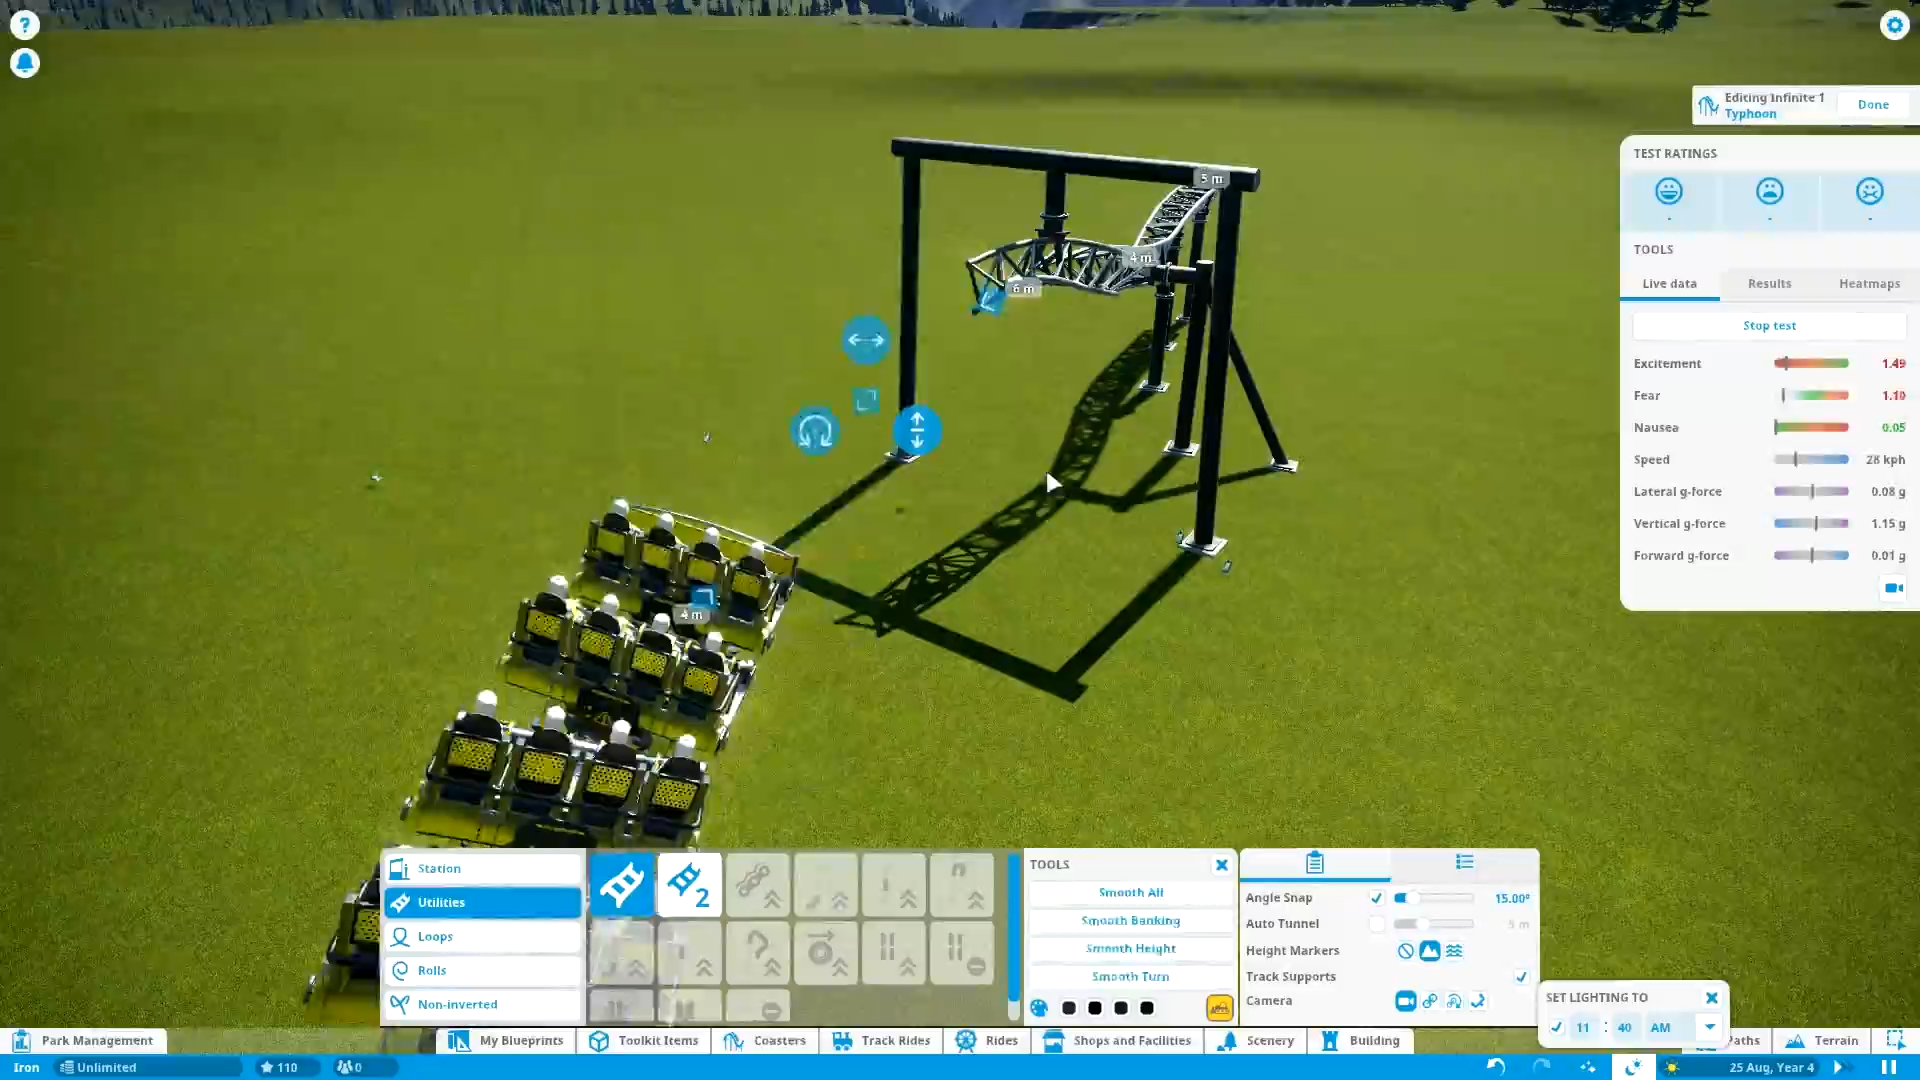 ?
Editing Infinite 1
Typhoon
Done
TEST RATINGS
-
-
-
TOOLS
Live data
Results
Heatmaps
Stop test
Excitement 1.49
Fear 1.10
Nausea 0.05
Speed 28 kph
Lateral g-force 0.08 g
Vertical g-force 1.15 g
Forward g-force 0.01 g
5 m
4 m
6 m
4 m
Station
Utilities
Loops
Rolls
Non-inverted
2
TOOLS
Smooth All
Smooth Banking
Smooth Height
Smooth Turn
Angle Snap 15.00°
Auto Tunnel 5 m
Height Markers
Track Supports
Camera
SET LIGHTING TO
11 : 40 AM
Park Management
My Blueprints
Toolkit Items
Coasters
Track Rides
Rides
Shops and Facilities
Scenery
Building
Paths
Terrain
Iron
Unlimited
110
0
25 Aug, Year 4